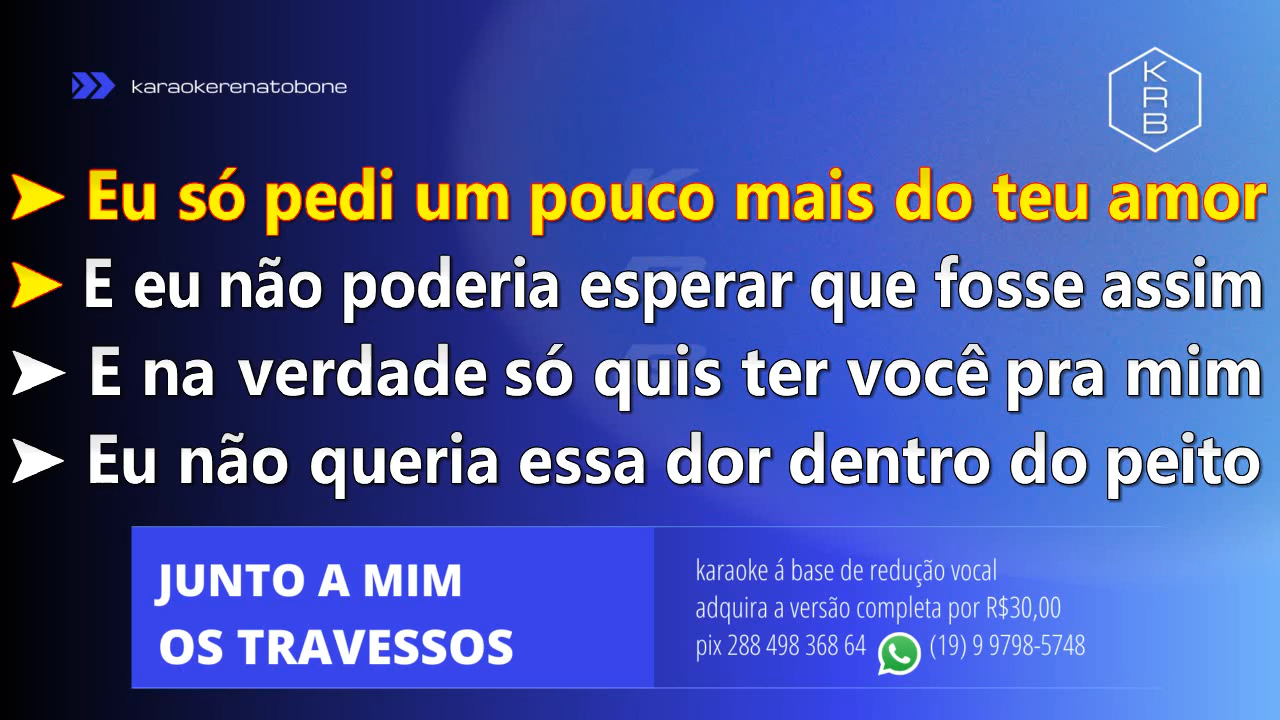 karaokerenatobone
K
R
B
➤ Eu só pedi um pouco mais do teu amor
➤ E eu não poderia esperar que fosse assim
➤ E na verdade só quis ter você pra mim
➤ Eu não queria essa dor dentro do peito
JUNTO A MIM
OS TRAVESSOS
karaoke á base de redução vocal
adquira a versão completa por R$30,00
pix 288 498 368 64 (19) 9 9798-5748